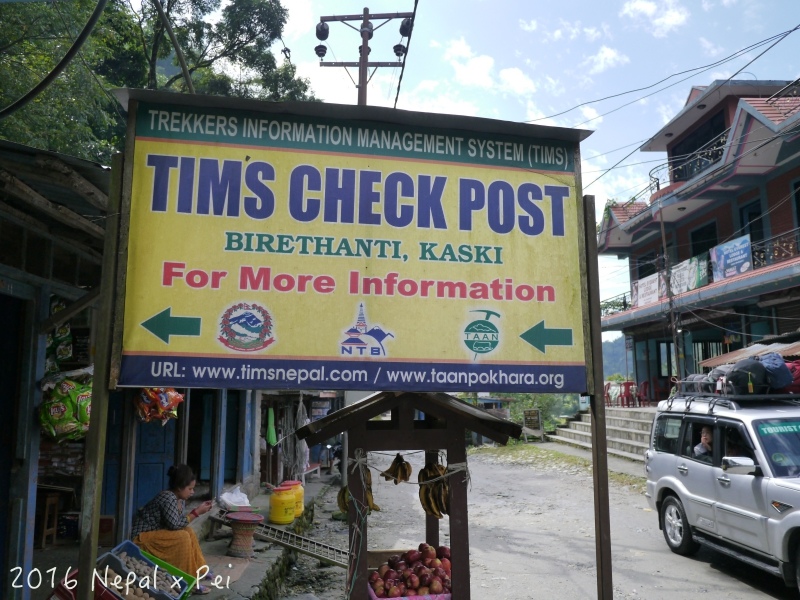 TREKKERS INFORMATION MANAGEMENT SYSTEM (TIMS)
TIMS CHECK POST
BIRETHANTI, KASKI
For More Information
NTB
TAAN
URL: www.timsnepal.com / www.taanpokhara.org
TOURIST
2016 Nepal x Pei